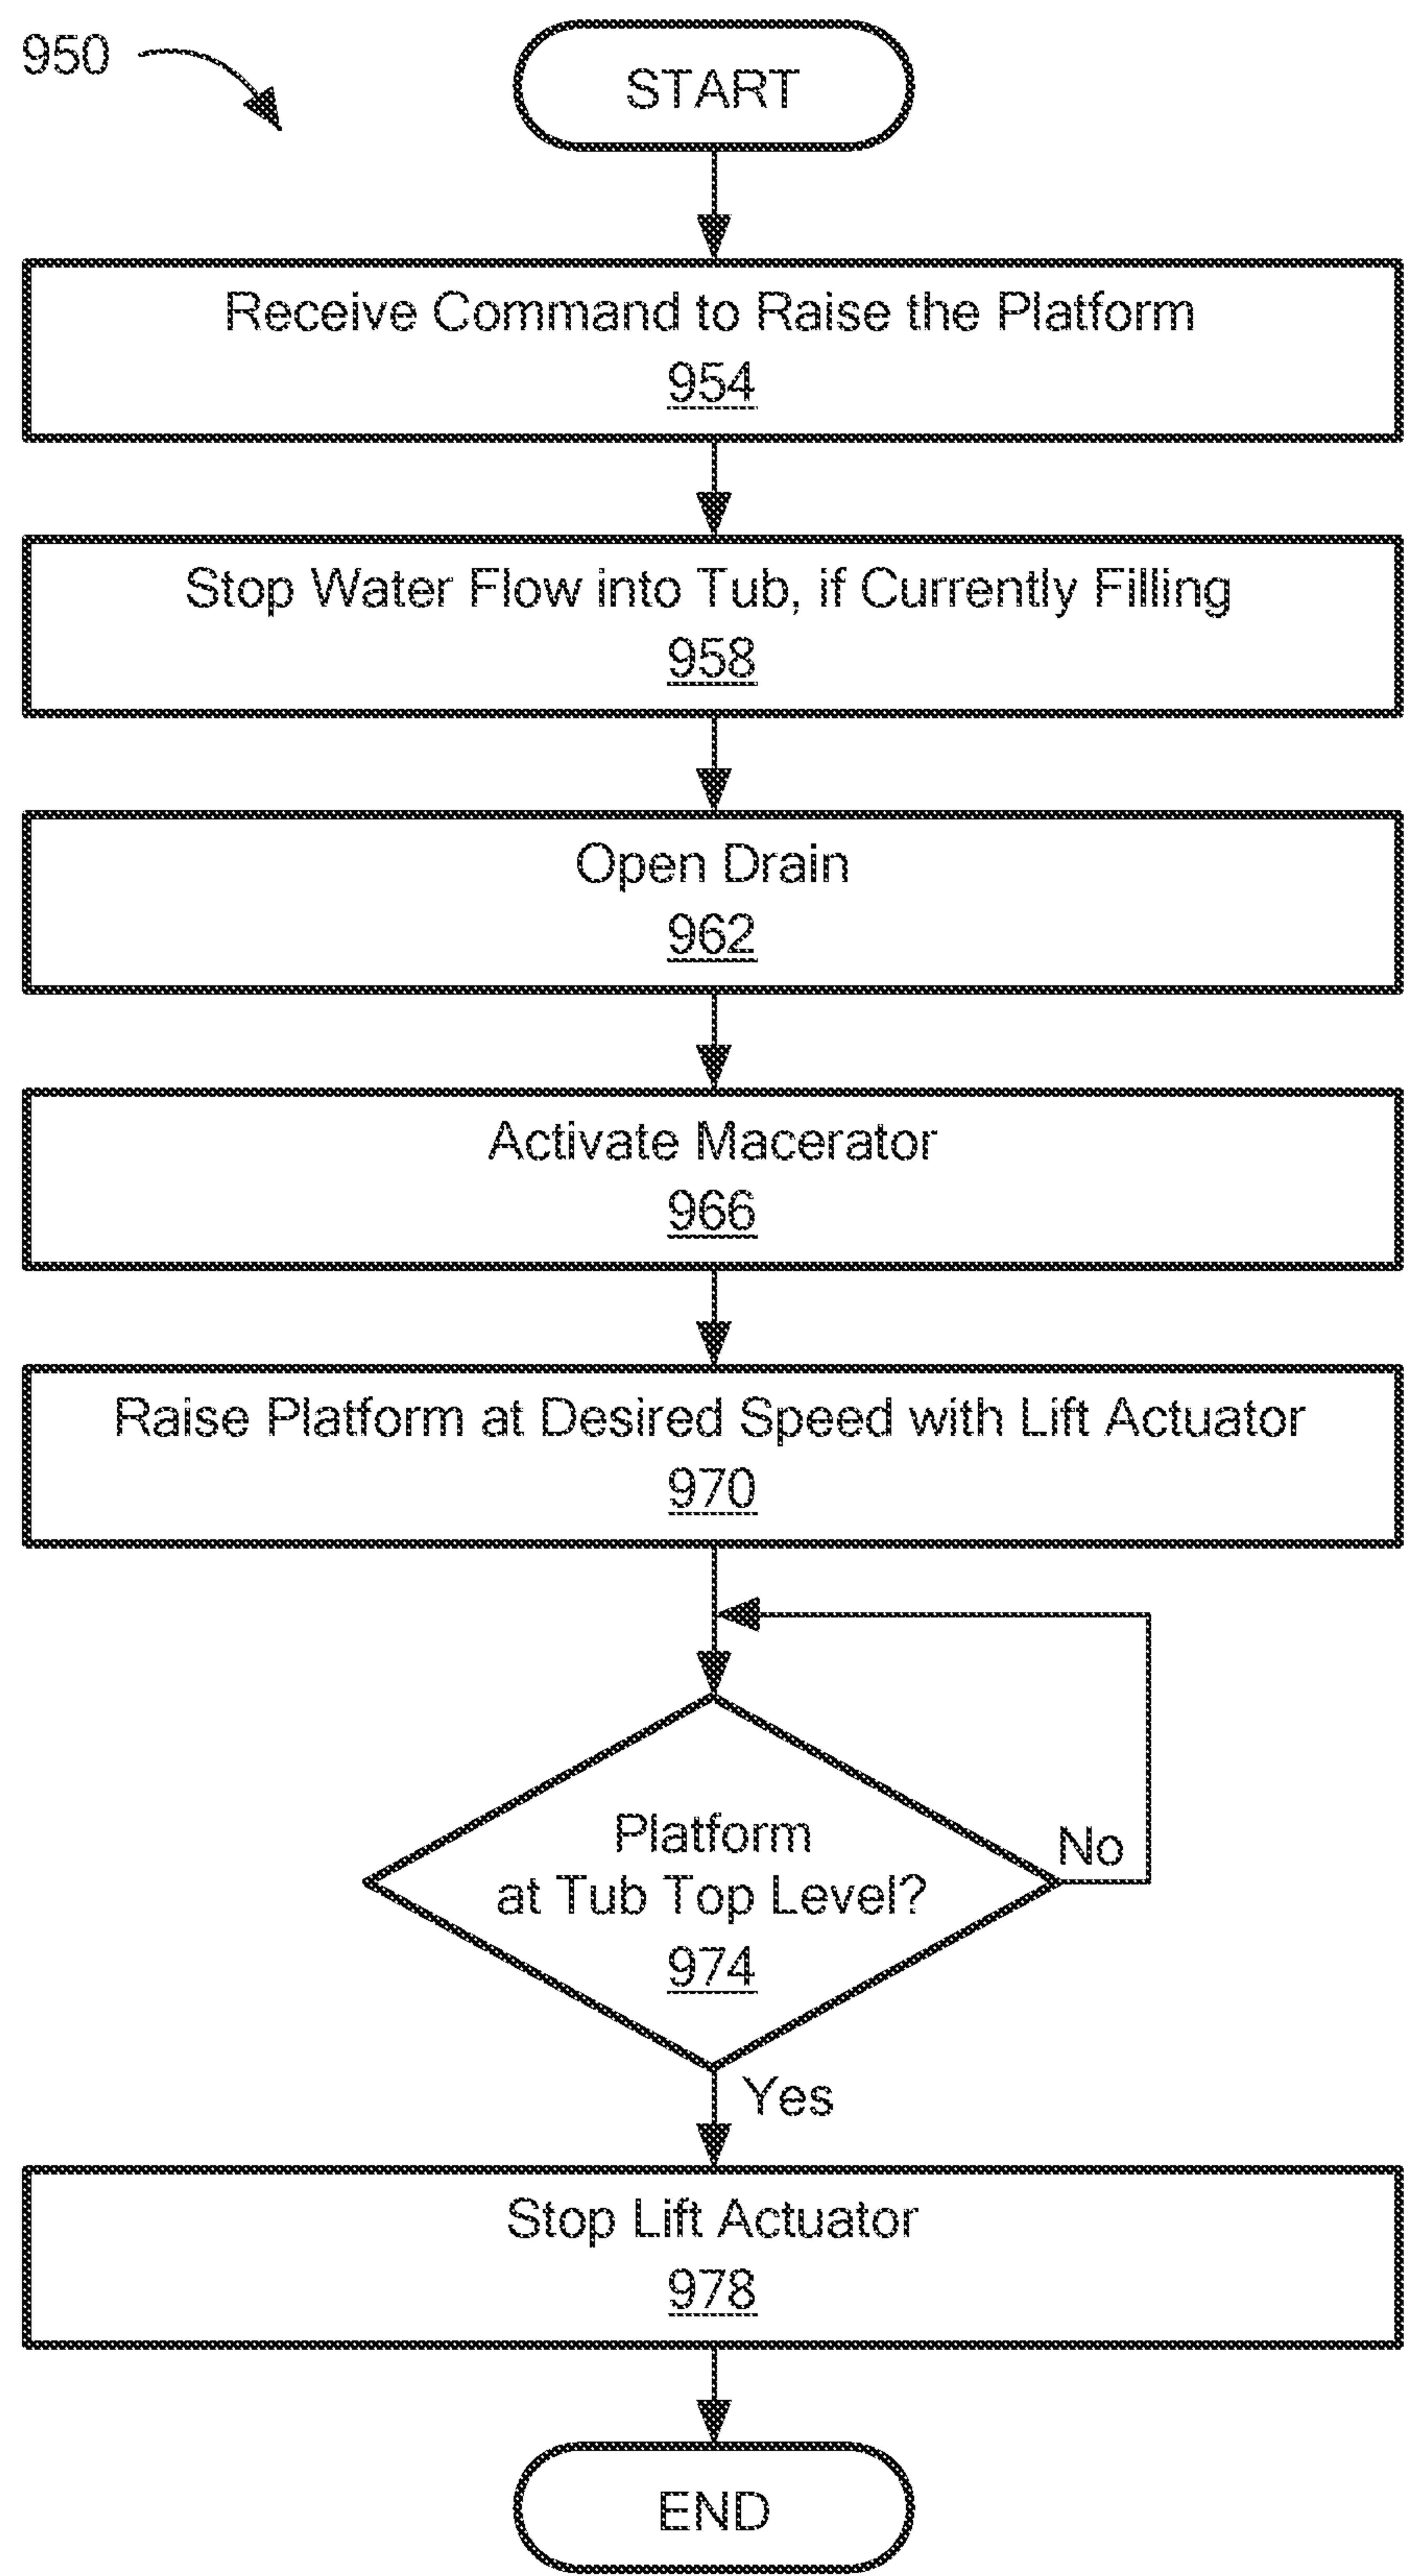 950
START
Receive Command to Raise the Platform
954
Stop Water Flow into Tub, if Currently Filling
958
Open Drain
962
Activate Macerator
966
Raise Platform at Desired Speed with Lift Actuator
970
Platform
at Tub Top Level?
974
No
Yes
Stop Lift Actuator
978
END